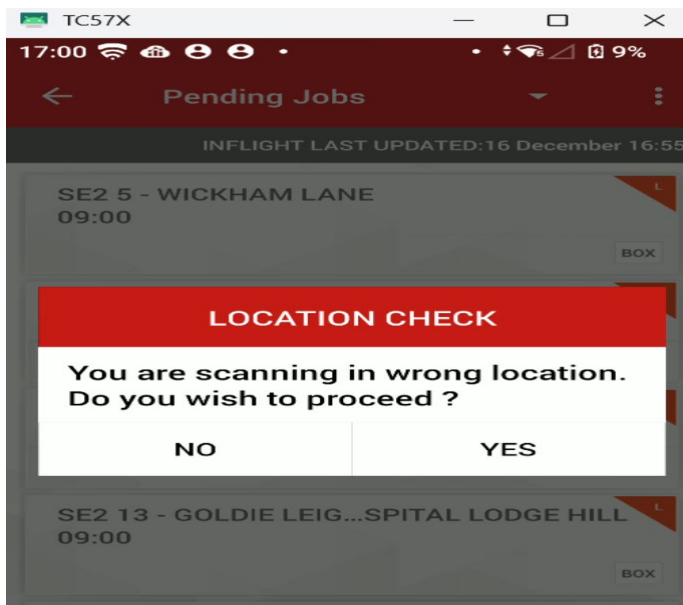 TC57X
17:00 9%
Pending Jobs
INFLIGHT LAST UPDATED:16 December 16:55
SE2 5 - WICKHAM LANE
L
09:00
BOX
LOCATION CHECK
You are scanning in wrong location.
Do you wish to proceed ?
NO YES
SE2 13 - GOLDIE LEIG...SPITAL LODGE HILL
L
09:00
BOX